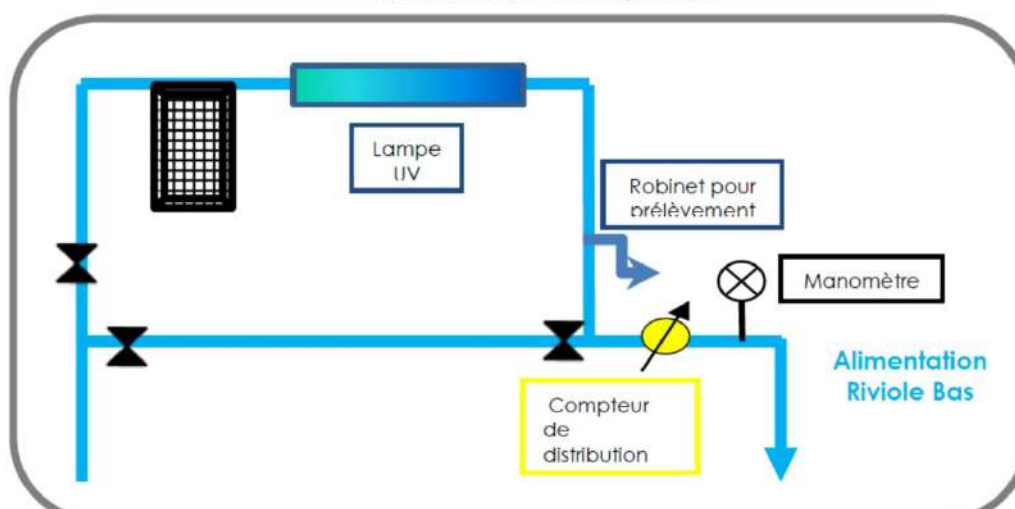 Lampe
UV
Robinet pour
prélèvement
Manomètre
Compteur
de
distribution
Alimentation
Riviole Bas